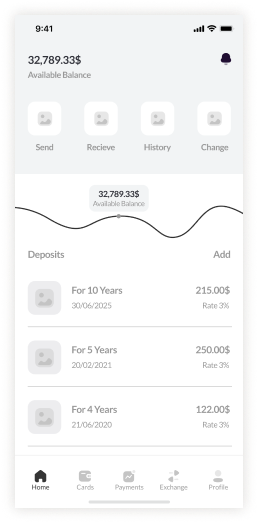 9:41
32,789.33$
Available Balance
Send Recieve History Change
32,789.33$
Available Balance
Deposits Add
For 10 Years 215.00$
30/06/2025 Rate 3%
For 5 Years 250.00$
20/02/2021 Rate 3%
For 4 Years 122.00$
21/06/2020 Rate 3%
Home Cards Payments Exchange Profile